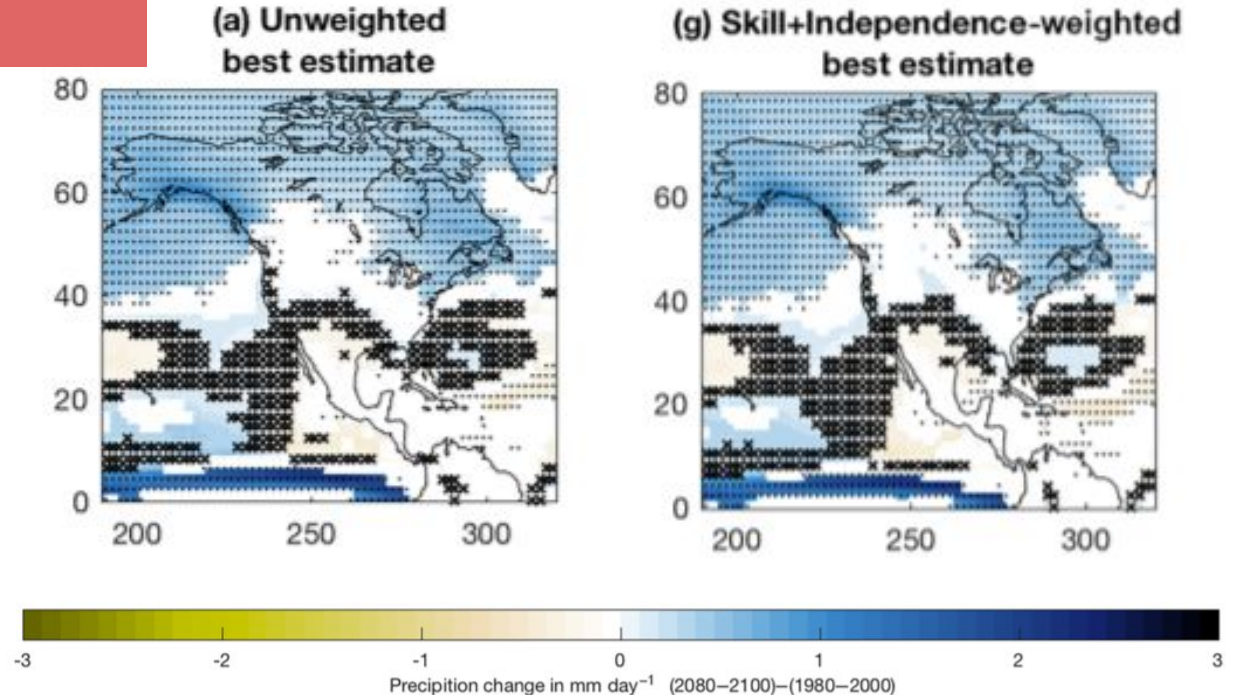 (a) Unweighted
best estimate
(g) Skill+Independence-weighted
best estimate
80
60
40
20
0
200 250 300
80
60
40
20
0
200 250 300
-3 -2 -1 0 1 2 3
Precipition change in mm day⁻¹ (2080–2100)–(1980–2000)